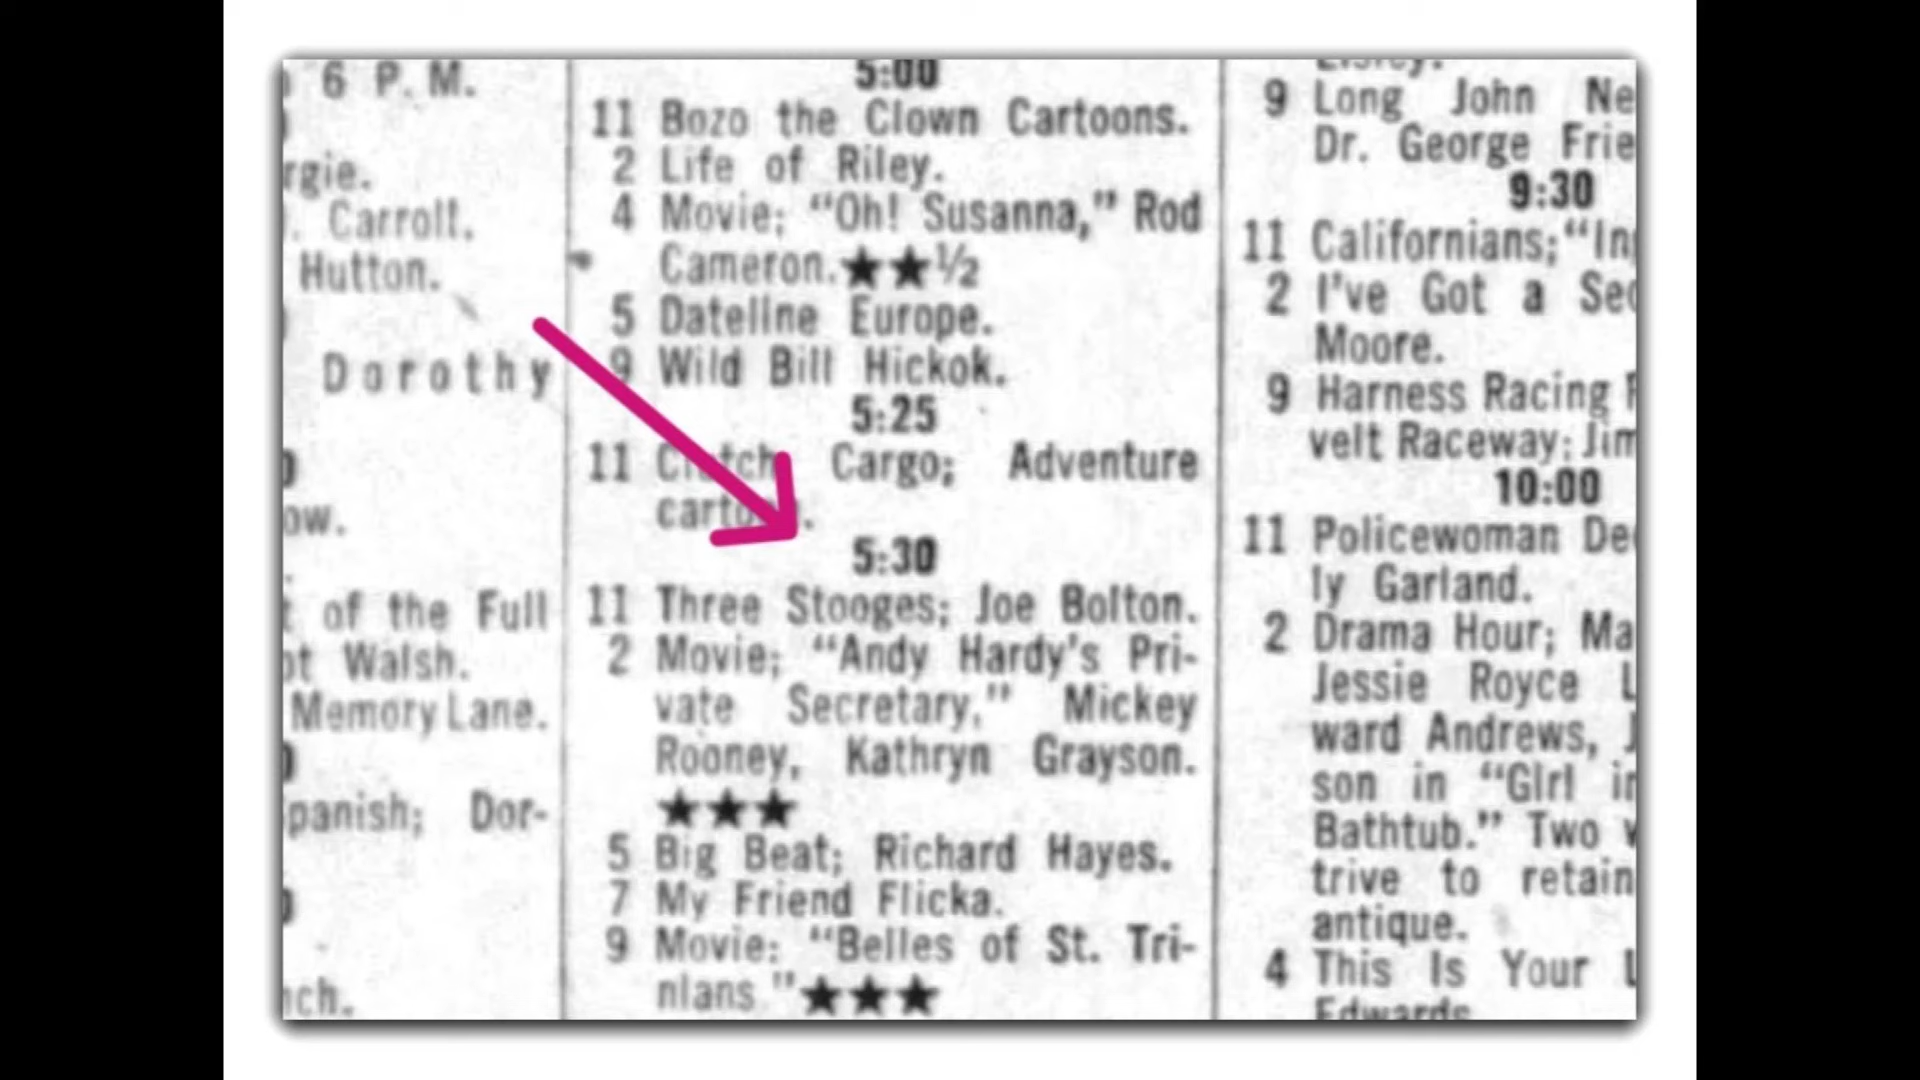 6 P. M.
rgie.
. Carroll.
Hutton.
Dorothy
ow.
t of the Full
ot Walsh.
Memory Lane.
panish; Dor-
nch.
5:00
11 Bozo the Clown Cartoons.
2 Life of Riley.
4 Movie; “Oh! Susanna,” Rod
Cameron.★★½
5 Dateline Europe.
9 Wild Bill Hickok.
5:25
11 Clutch Cargo; Adventure
cartoon.
5:30
11 Three Stooges; Joe Bolton.
2 Movie; “Andy Hardy's Pri-
vate Secretary,” Mickey
Rooney, Kathryn Grayson.
★★★
5 Big Beat; Richard Hayes.
7 My Friend Flicka.
9 Movie: “Belles of St. Tri-
nians.”★★★
9 Long John Ne
Dr. George Frie
9:30
11 Californians; “In
2 I've Got a Sec
Moore.
9 Harness Racing
velt Raceway; Jim
10:00
11 Policewoman De
ly Garland.
2 Drama Hour; Ma
Jessie Royce L
ward Andrews, J
son in “Girl in
Bathtub.” Two w
trive to retain
antique.
4 This Is Your L
Edwards